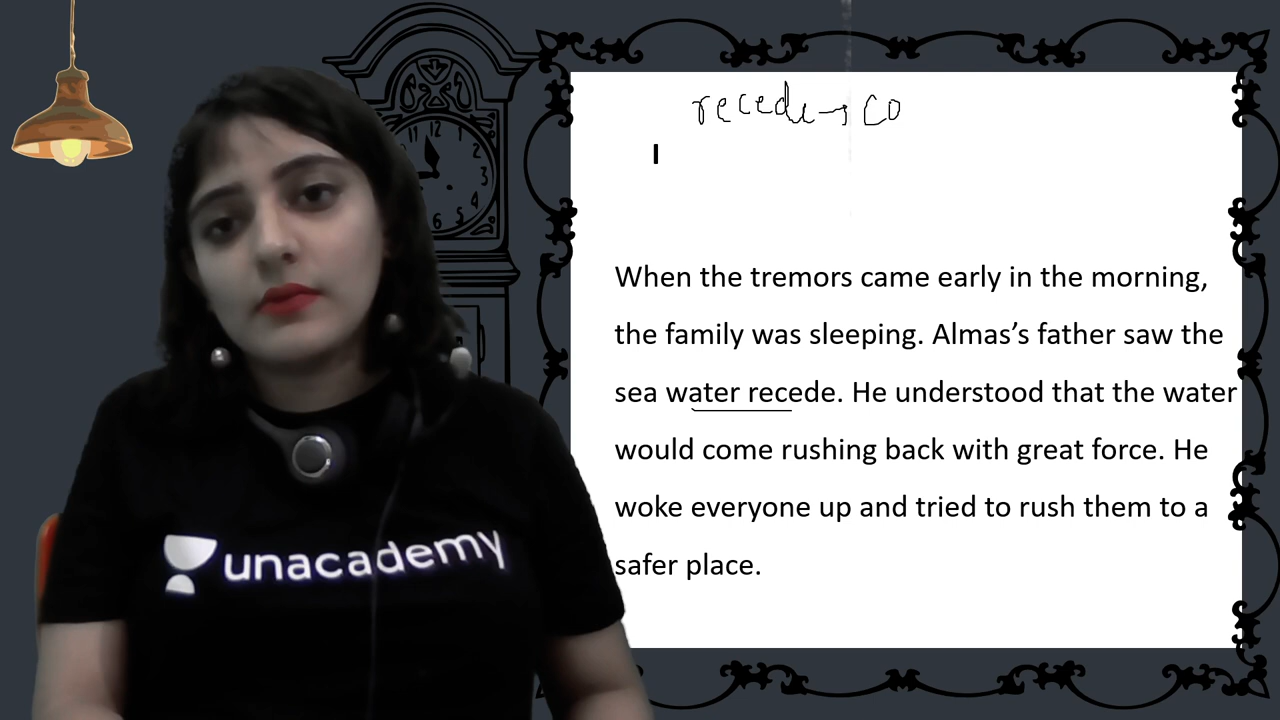 recede → Co
I
When the tremors came early in the morning,
the family was sleeping. Almas’s father saw the
sea water recede. He understood that the water
would come rushing back with great force. He
woke everyone up and tried to rush them to a
safer place.
unacademy